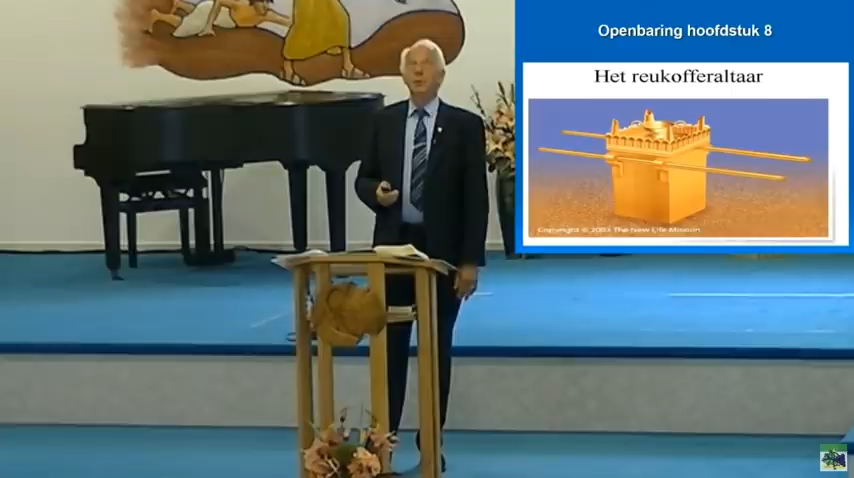 Openbaring hoofdstuk 8
Het reukofferaltaar
Copyright © 2003 The New Life Mission